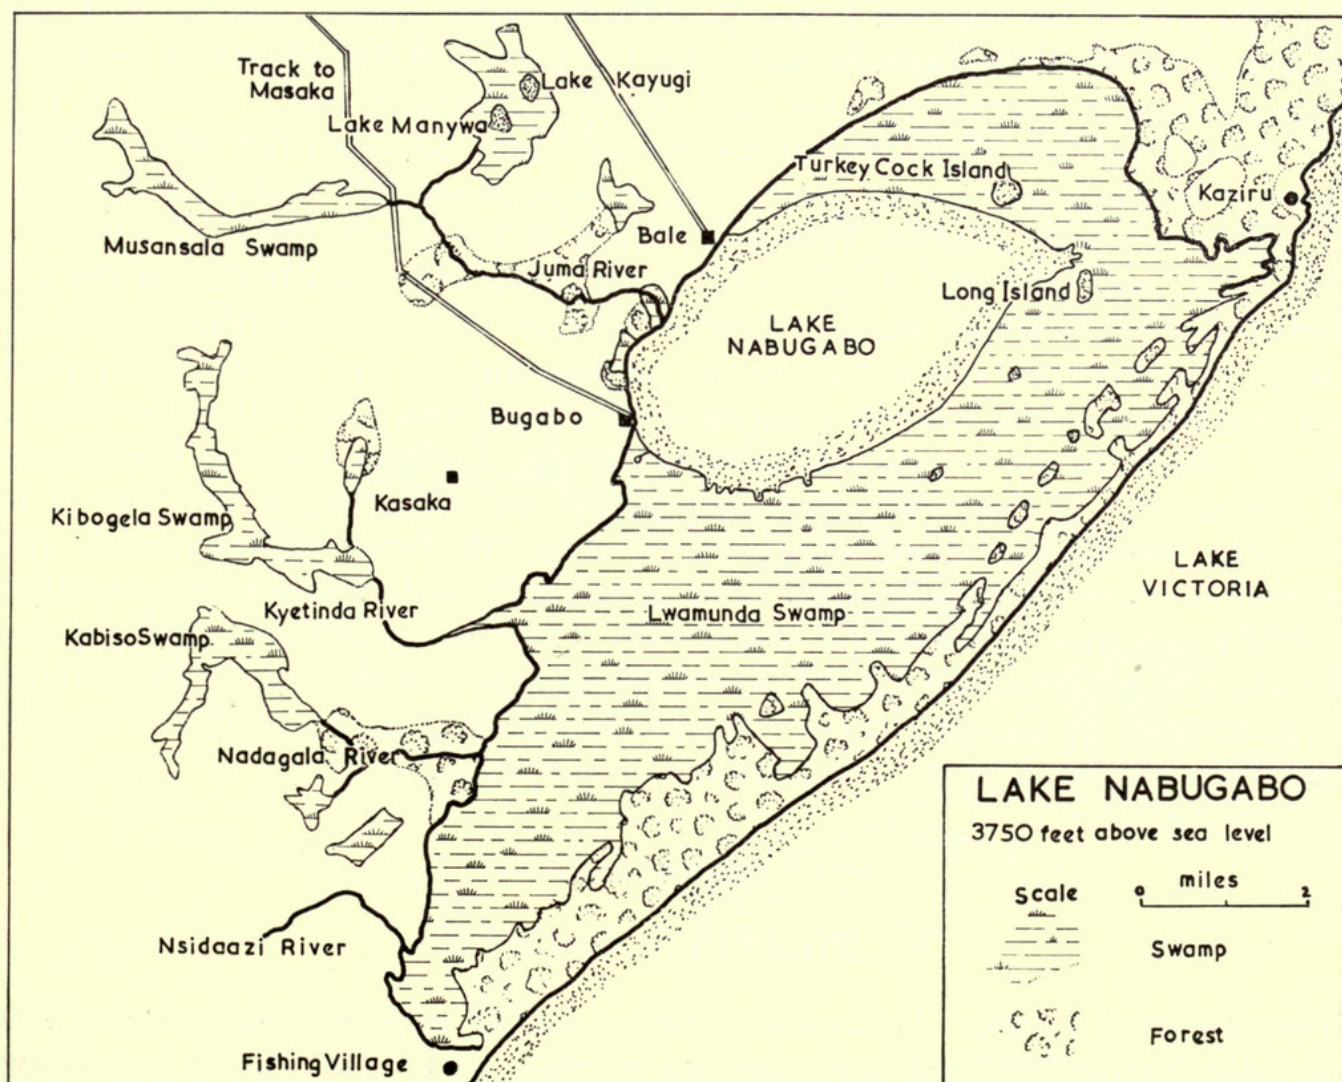 Track to
Masaka
Lake Kayugi
Lake Manywa
Turkey Cock Island
Kaziru
Musansala Swamp
Bale
Juma River
Long Island
LAKE
NABUGABO
Bugabo
Kasaka
Kibogela Swamp
LAKE
VICTORIA
Kyetinda River
Lwamunda Swamp
Kabiso Swamp
Nadagala River
Nsidaazi River
Fishing Village
LAKE NABUGABO
3750 feet above sea level
Scale
0 miles 2
Swamp
Forest